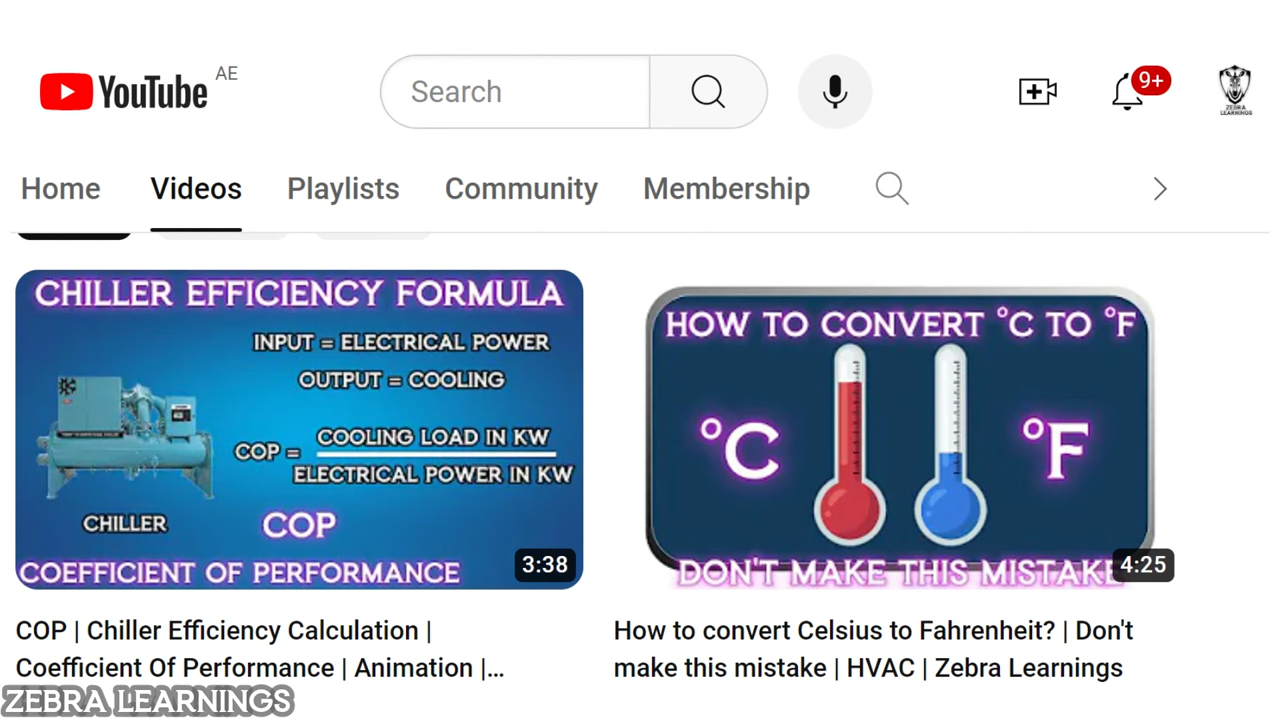 YouTube AE
Search
9+
ZEBRA
LEARNINGS
Home Videos Playlists Community Membership
CHILLER EFFICIENCY FORMULA
INPUT = ELECTRICAL POWER
OUTPUT = COOLING
COP = COOLING LOAD IN KW
ELECTRICAL POWER IN KW
CHILLER
COP
COEFFICIENT OF PERFORMANCE
3:38
HOW TO CONVERT °C TO °F
°C
°F
DON'T MAKE THIS MISTAKE
4:25
COP | Chiller Efficiency Calculation |
Coefficient Of Performance | Animation |...
How to convert Celsius to Fahrenheit? | Don't
make this mistake | HVAC | Zebra Learnings
ZEBRA LEARNINGS